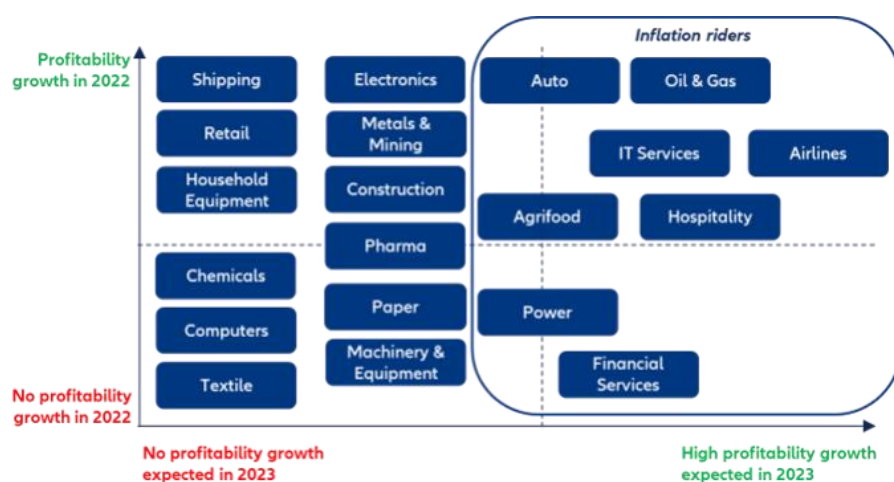 Inflation riders
Profitability
growth in 2022
Shipping
Electronics
Auto
Oil & Gas
Retail
Metals &
Mining
IT Services
Airlines
Household
Equipment
Construction
Agrifood
Hospitality
Pharma
Chemicals
Paper
Power
Computers
Machinery &
Equipment
Financial
Services
Textile
No profitability
growth in 2022
No profitability growth
expected in 2023
High profitability growth
expected in 2023